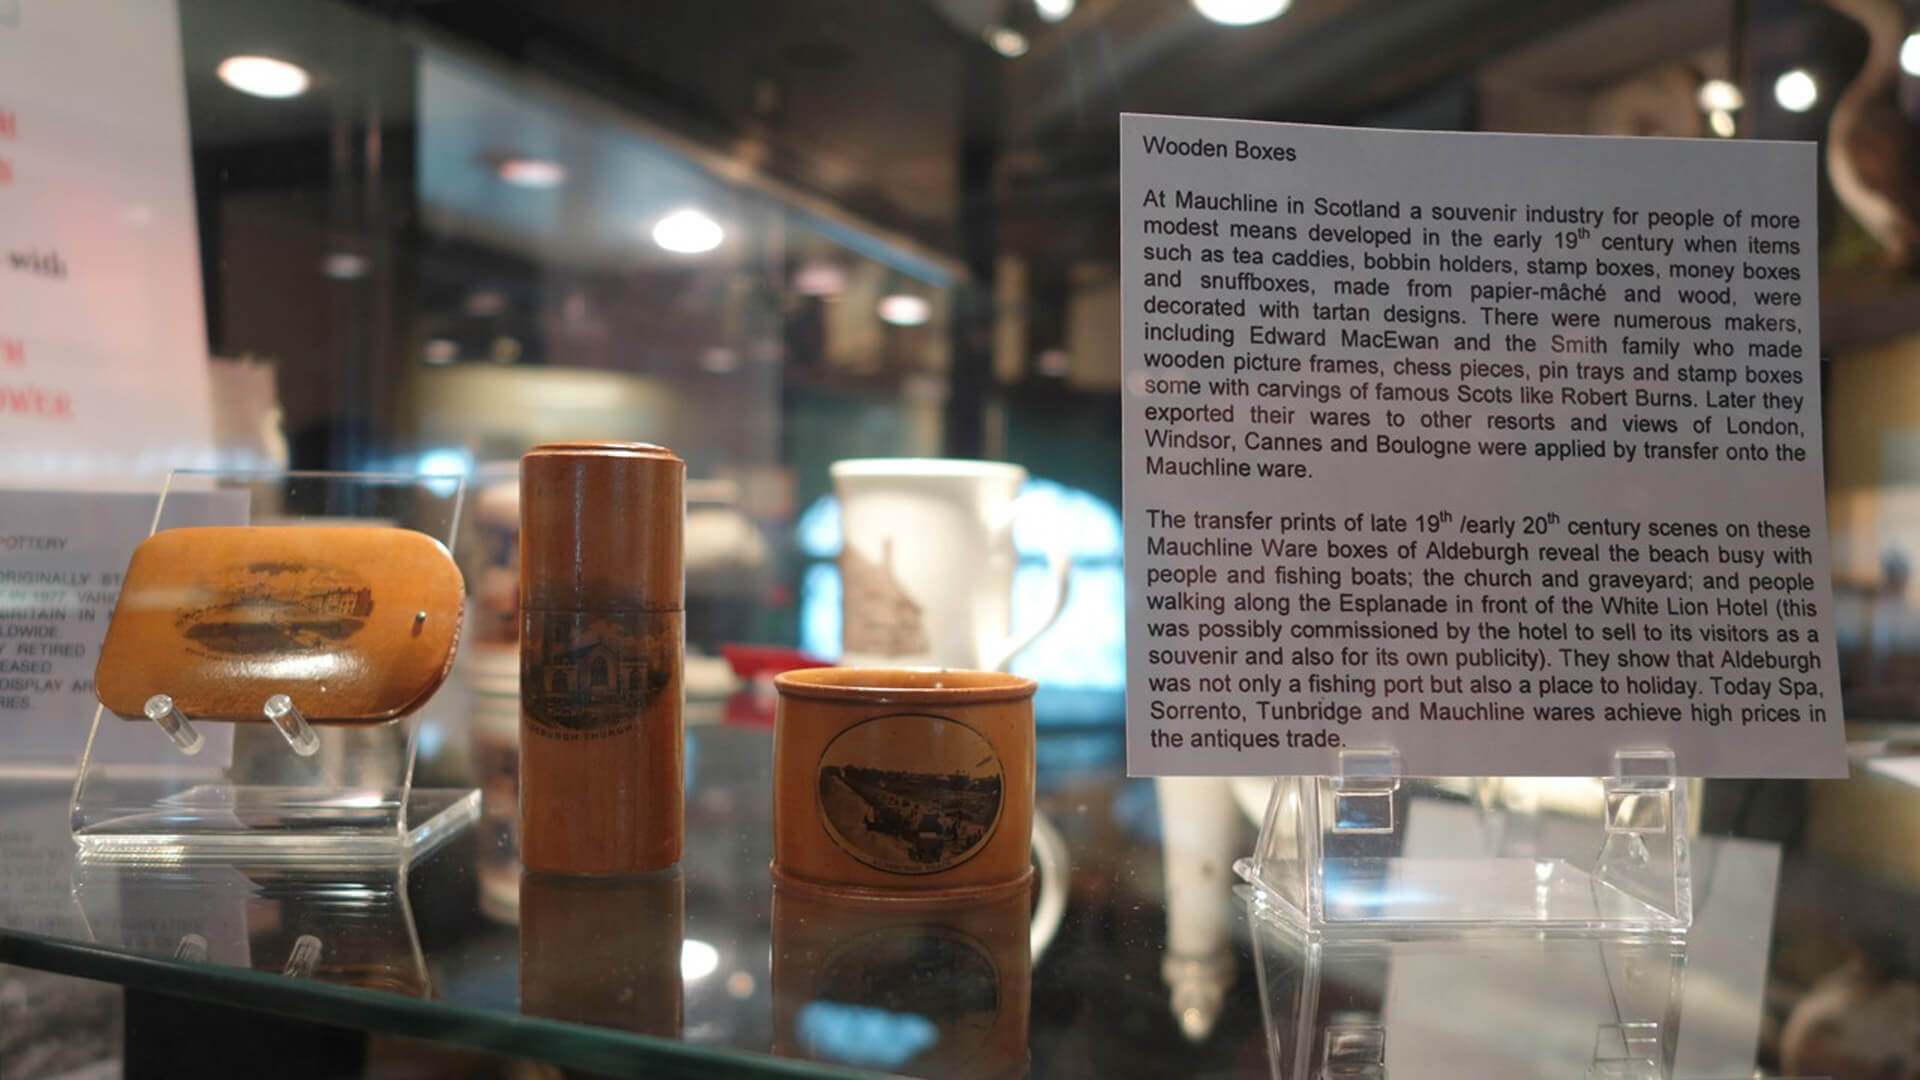 with
POTTERY
ORIGINALLY
IN 1977
BRITAIN IN
RETIRED
DISPLAY
CHURCH
Wooden Boxes
At Mauchline in Scotland a souvenir industry for people of more
modest means developed in the early 19th century when items
such as tea caddies, bobbin holders, stamp boxes, money boxes
and snuffboxes, made from papier-mâché and wood, were
decorated with tartan designs. There were numerous makers,
including Edward MacEwan and the Smith family who made
wooden picture frames, chess pieces, pin trays and stamp boxes
some with carvings of famous Scots like Robert Burns. Later they
exported their wares to other resorts and views of London,
Windsor, Cannes and Boulogne were applied by transfer onto the
Mauchline ware.
The transfer prints of late 19th /early 20th century scenes on these
Mauchline Ware boxes of Aldeburgh reveal the beach busy with
people and fishing boats; the church and graveyard; and people
walking along the Esplanade in front of the White Lion Hotel (this
was possibly commissioned by the hotel to sell to its visitors as a
souvenir and also for its own publicity). They show that Aldeburgh
was not only a fishing port but also a place to holiday. Today Spa,
Sorrento, Tunbridge and Mauchline wares achieve high prices in
the antiques trade.